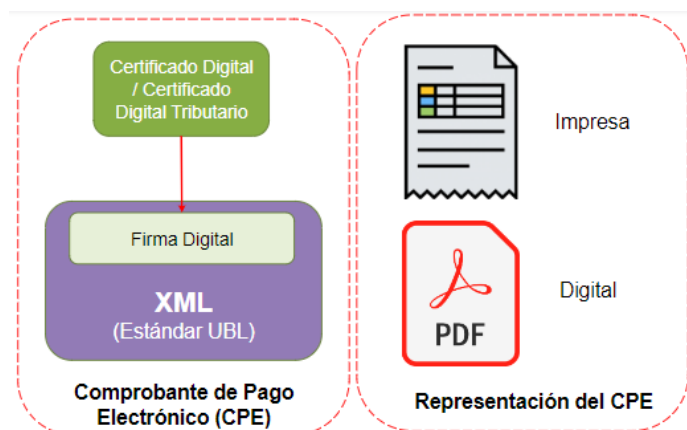 Certificado Digital
/ Certificado
Digital Tributario
Firma Digital
XML
(Estándar UBL)
Comprobante de Pago
Electrónico (CPE)
Impresa
PDF
Digital
Representación del CPE